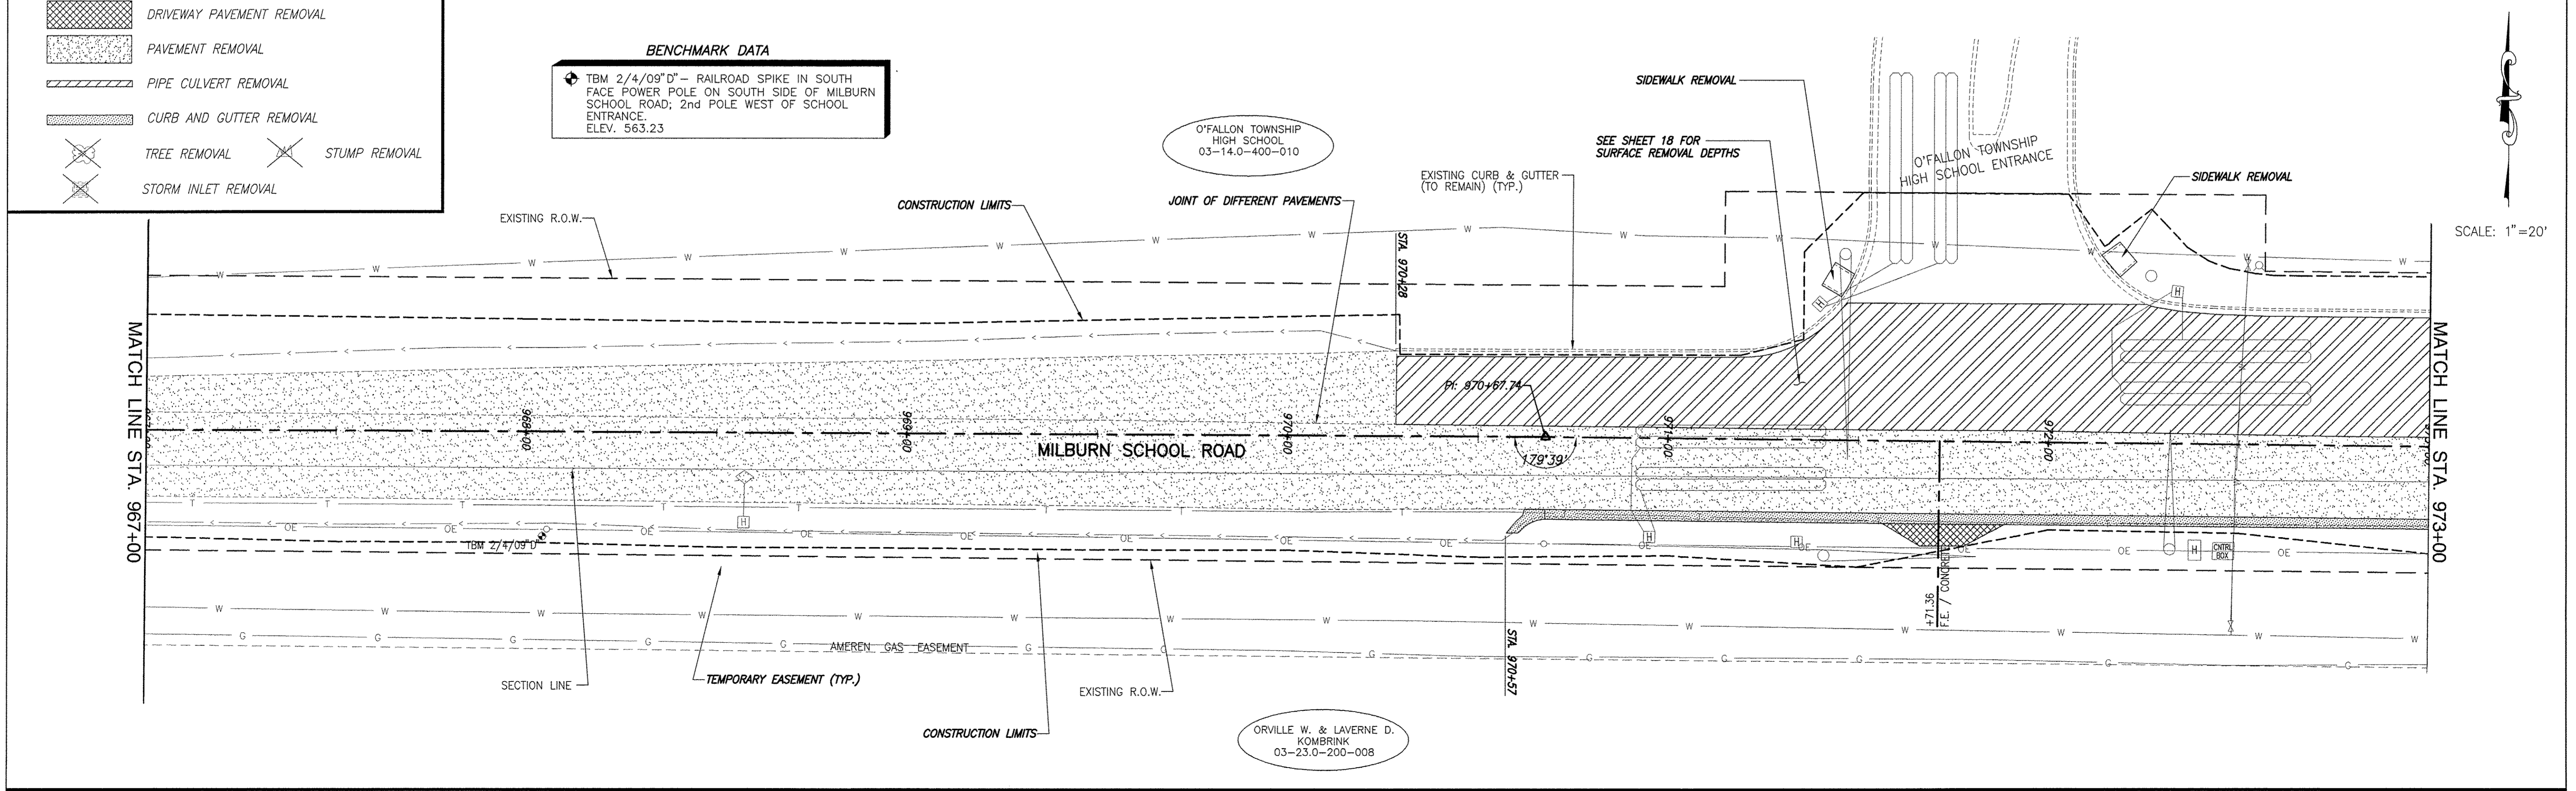 DRIVEWAY PAVEMENT REMOVAL
PAVEMENT REMOVAL
PIPE CULVERT REMOVAL
CURB AND GUTTER REMOVAL
TREE REMOVAL
STUMP REMOVAL
STORM INLET REMOVAL
BENCHMARK DATA
TBM 2/4/09"D"- RAILROAD SPIKE IN SOUTH
FACE POWER POLE ON SOUTH SIDE OF MILBURN
SCHOOL ROAD; 2nd POLE WEST OF SCHOOL
ENTRANCE.
ELEV. 563.23
O'FALLON TOWNSHIP
HIGH SCHOOL
03-14.0-400-010
SIDEWALK REMOVAL
SEE SHEET 18 FOR
SURFACE REMOVAL DEPTHS
O'FALLON TOWNSHIP
HIGH SCHOOL ENTRANCE
SIDEWALK REMOVAL
SCALE: 1"=20'
EXISTING R.O.W.
CONSTRUCTION LIMITS
JOINT OF DIFFERENT PAVEMENTS
EXISTING CURB & GUTTER
(TO REMAIN) (TYP.)
STA. 970+28
MATCH LINE STA. 967+00
968+00
969+00
970+00
PI: 970+67.74
179°39'
971+00
972+00
MILBURN SCHOOL ROAD
MATCH LINE STA. 973+00
TBM 2/4/09"D"
H
H
H
H
H
H
CNTRL
BOX
+71.36
F.E. / CONCRETE
STA. 970+57
AMEREN GAS EASEMENT
SECTION LINE
TEMPORARY EASEMENT (TYP.)
EXISTING R.O.W.
CONSTRUCTION LIMITS
ORVILLE W. & LAVERNE D.
KOMBRINK
03-23.0-200-008